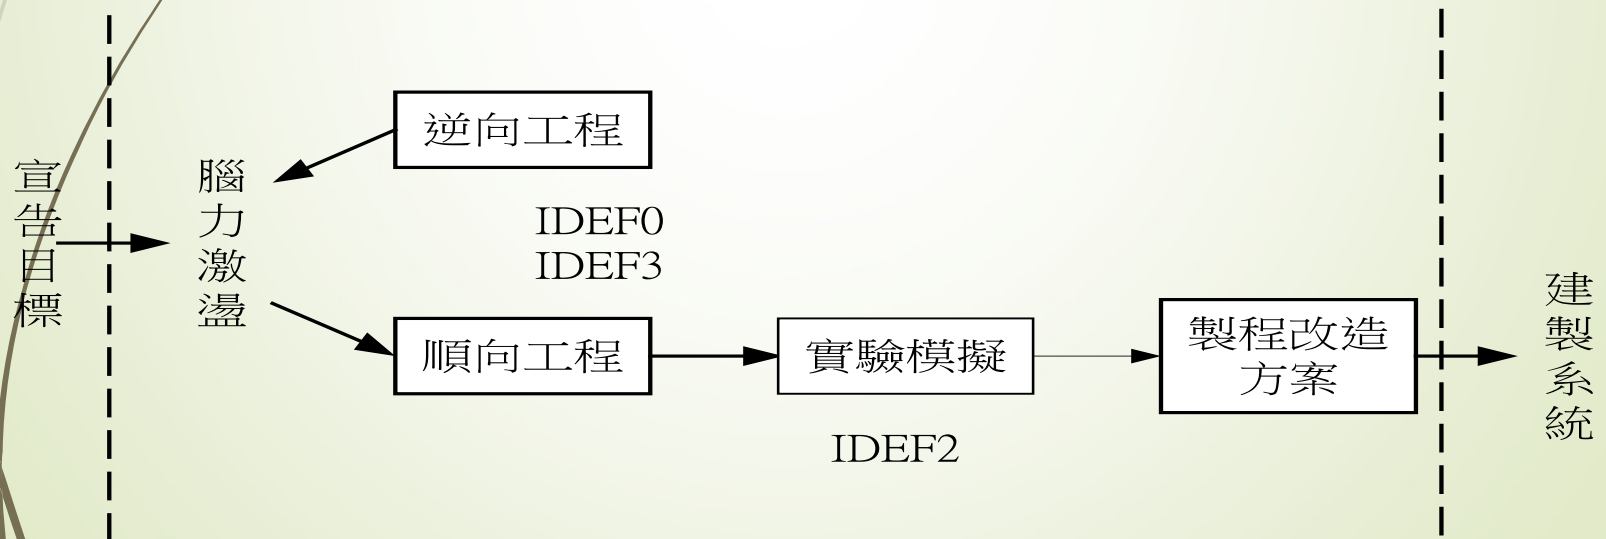 宣告目標
腦力激盪
逆向工程
IDEF0
IDEF3
順向工程
實驗模擬
IDEF2
製程改造
方案
建製系統